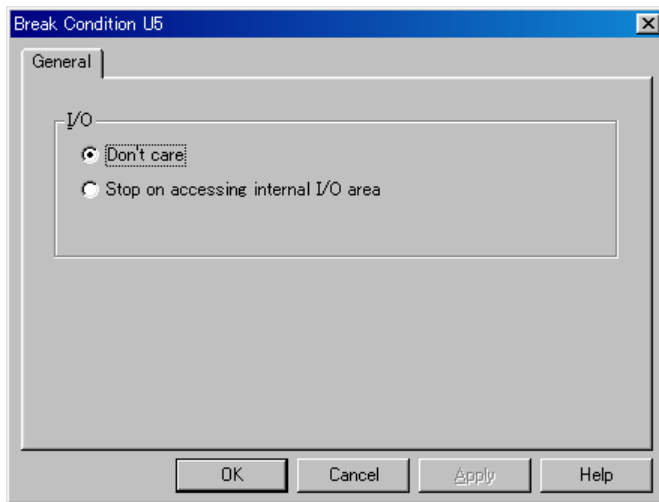 Break Condition U5
General
I/O
Don't care
Stop on accessing internal I/O area
OK
Cancel
Apply
Help